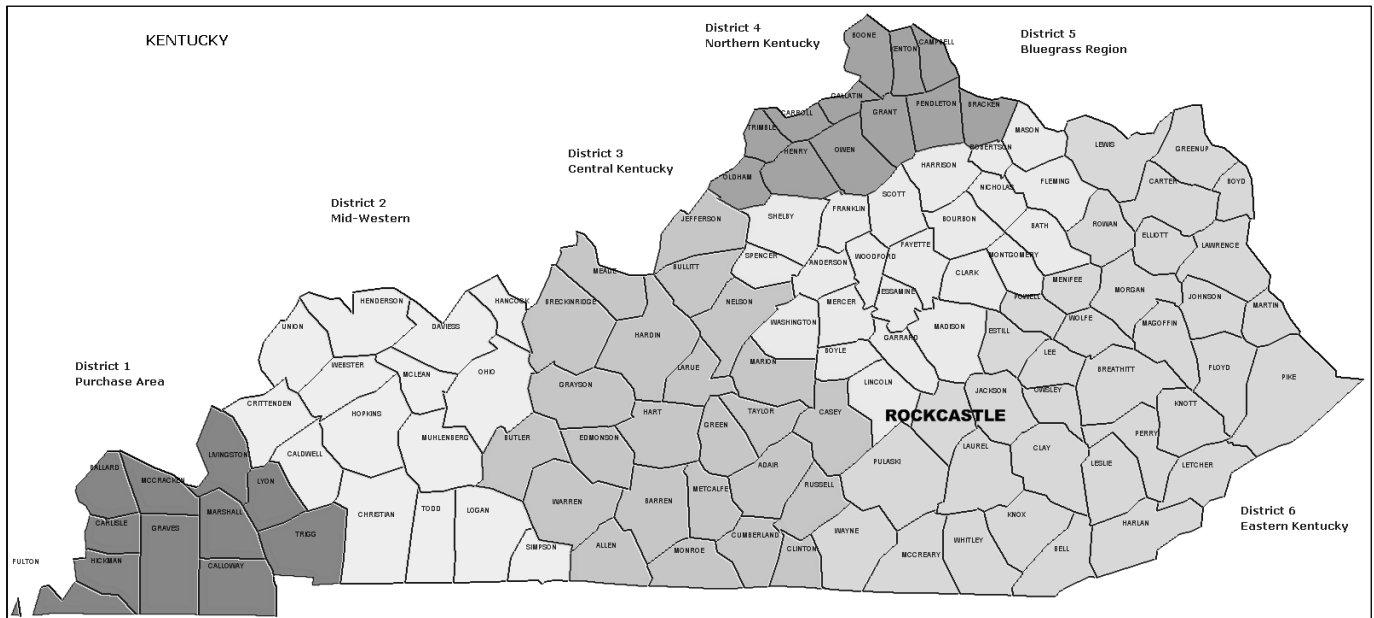 KENTUCKY
District 4
Northern Kentucky
District 5
Bluegrass Region
District 3
Central Kentucky
District 2
Mid-Western
District 1
Purchase Area
District 6
Eastern Kentucky
BOONE
KENTON
CAMPBELL
GALLATIN
CARROLL
TRIMBLE
GRANT
PENDLETON
BRACKEN
HENRY
OWEN
OLDHAM
MASON
ROBERTSON
LEWIS
GREENUP
HARRISON
NICHOLAS
FLEMING
CARTER
BOYD
SCOTT
JEFFERSON
SHELBY
FRANKLIN
BOURBON
BATH
ROWAN
ELLIOTT
LAWRENCE
FAYETTE
SPENCER
ANDERSON
WOODFORD
MONTGOMERY
BULLITT
MEADE
CLARK
MENIFEE
MORGAN
JOHNSON
MARTIN
NELSON
MERCER
JESSAMINE
POWELL
HANCOCK
BRECKINRIDGE
HENDERSON
UNION
DAVIESS
WASHINGTON
MADISON
WOLFE
MAGOFFIN
HARDIN
GARRARD
ESTILL
BOYLE
LEE
WEBSTER
MCLEAN
OHIO
LARUE
MARION
FLOYD
PIKE
BREATHITT
GRAYSON
LINCOLN
JACKSON
OWSLEY
CRITTENDEN
HOPKINS
HART
TAYLOR
CASEY
ROCKCASTLE
KNOTT
GREEN
MUHLENBERG
BUTLER
EDMONSON
PERRY
LIVINGSTON
CALDWELL
LAUREL
CLAY
ADAIR
PULASKI
LESLIE
LETCHER
BALLARD
MCCRACKEN
LYON
METCALFE
RUSSELL
WARREN
BARREN
CHRISTIAN
TODD
LOGAN
MARSHALL
CARLISLE
GRAVES
TRIGG
KNOX
HARLAN
CUMBERLAND
WAYNE
WHITLEY
SIMPSON
ALLEN
MONROE
CLINTON
MCCREARY
BELL
FULTON
HICKMAN
CALLOWAY